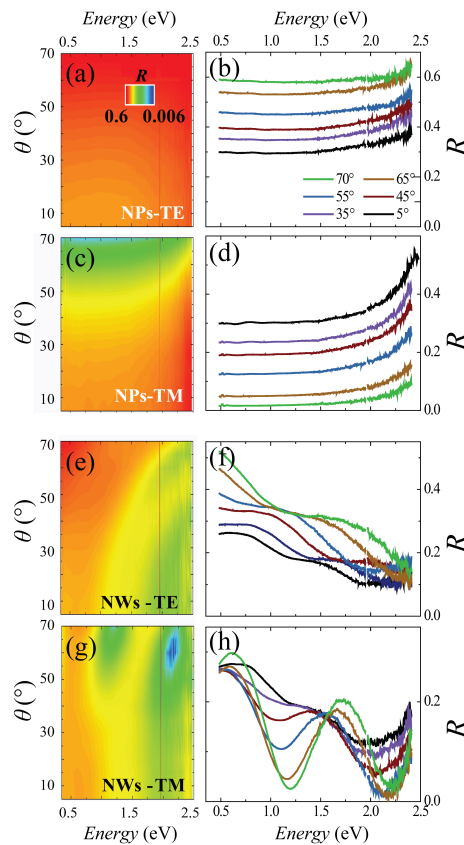 Energy (eV) Energy (eV)
0.5 1.5 2.5 0.5 1.0 1.5 2.0 2.5
70 (a) R (b) 0.6
50 0.6 0.006 0.4
θ (°) R
30 0.2
70° 65°
55° 45°
35° 5°
10 NPs-TE 0.0
70 (c) (d)
50 0.4
θ (°) R
30 0.2
10 NPs-TM 0.0
70 (e) (f)
50 0.4
θ (°) R
30 0.2
10 NWs -TE 0.0
70 (g) (h)
50 0.2
θ (°) R
30
10 NWs -TM 0.0
0.5 1.5 2.5 0.5 1.0 1.5 2.0 2.5
Energy (eV) Energy (eV)